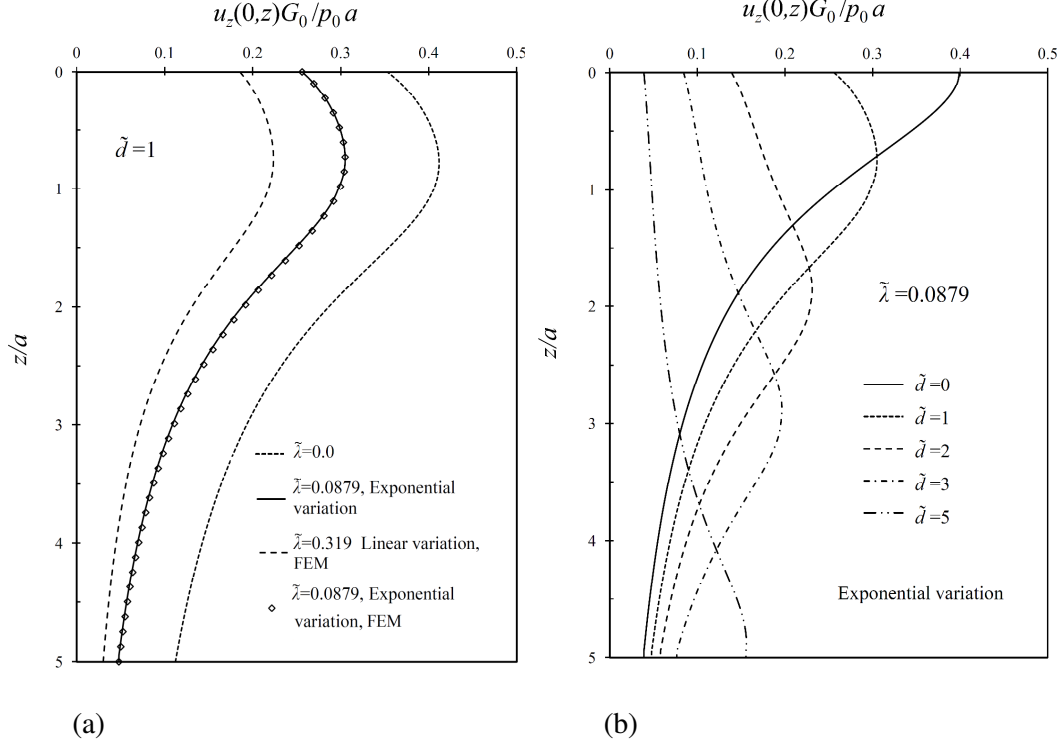 u_z(0,z)G_0/p_0 a
0 0.1 0.2 0.3 0.4 0.5
0
1
2
3
4
5
z/a
d̃ =1
λ̃=0.0
λ̃=0.0879, Exponential
variation
λ̃=0.319 Linear variation,
FEM
λ̃=0.0879, Exponential
variation, FEM
(a)
u_z(0,z)G_0/p_0 a
0 0.1 0.2 0.3 0.4 0.5
0
1
2
3
4
5
z/a
λ̃ =0.0879
d̃ =0
d̃ =1
d̃ =2
d̃ =3
d̃ =5
Exponential variation
(b)